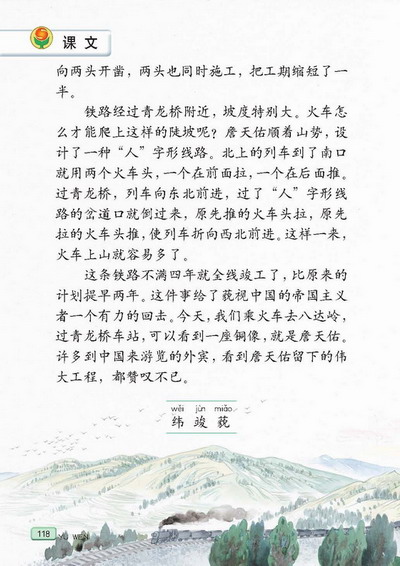 课文
向两头开凿，两头也同时施工，把工期缩短了一
半。
铁路经过青龙桥附近，坡度特别大。火车怎
么才能爬上这样的陡坡呢？詹天佑顺着山势，设
计了一种“人”字形线路。北上的列车到了南口
就用两个火车头，一个在前面拉，一个在后面推。
过青龙桥，列车向东北前进，过了“人”字形线
路的岔道口就倒过来，原先推的火车头拉，原先
拉的火车头推，使列车折向西北前进。这样一来，
火车上山就容易多了。
这条铁路不满四年就全线竣工了，比原来的
计划提早两年。这件事给了藐视中国的帝国主义
者一个有力的回击。今天，我们乘火车去八达岭，
过青龙桥车站，可以看到一座铜像，就是詹天佑。
许多到中国来游览的外宾，看到詹天佑留下的伟
大工程，都赞叹不已。
wěi jùn miǎo
纬 竣 藐
118 YU WEN